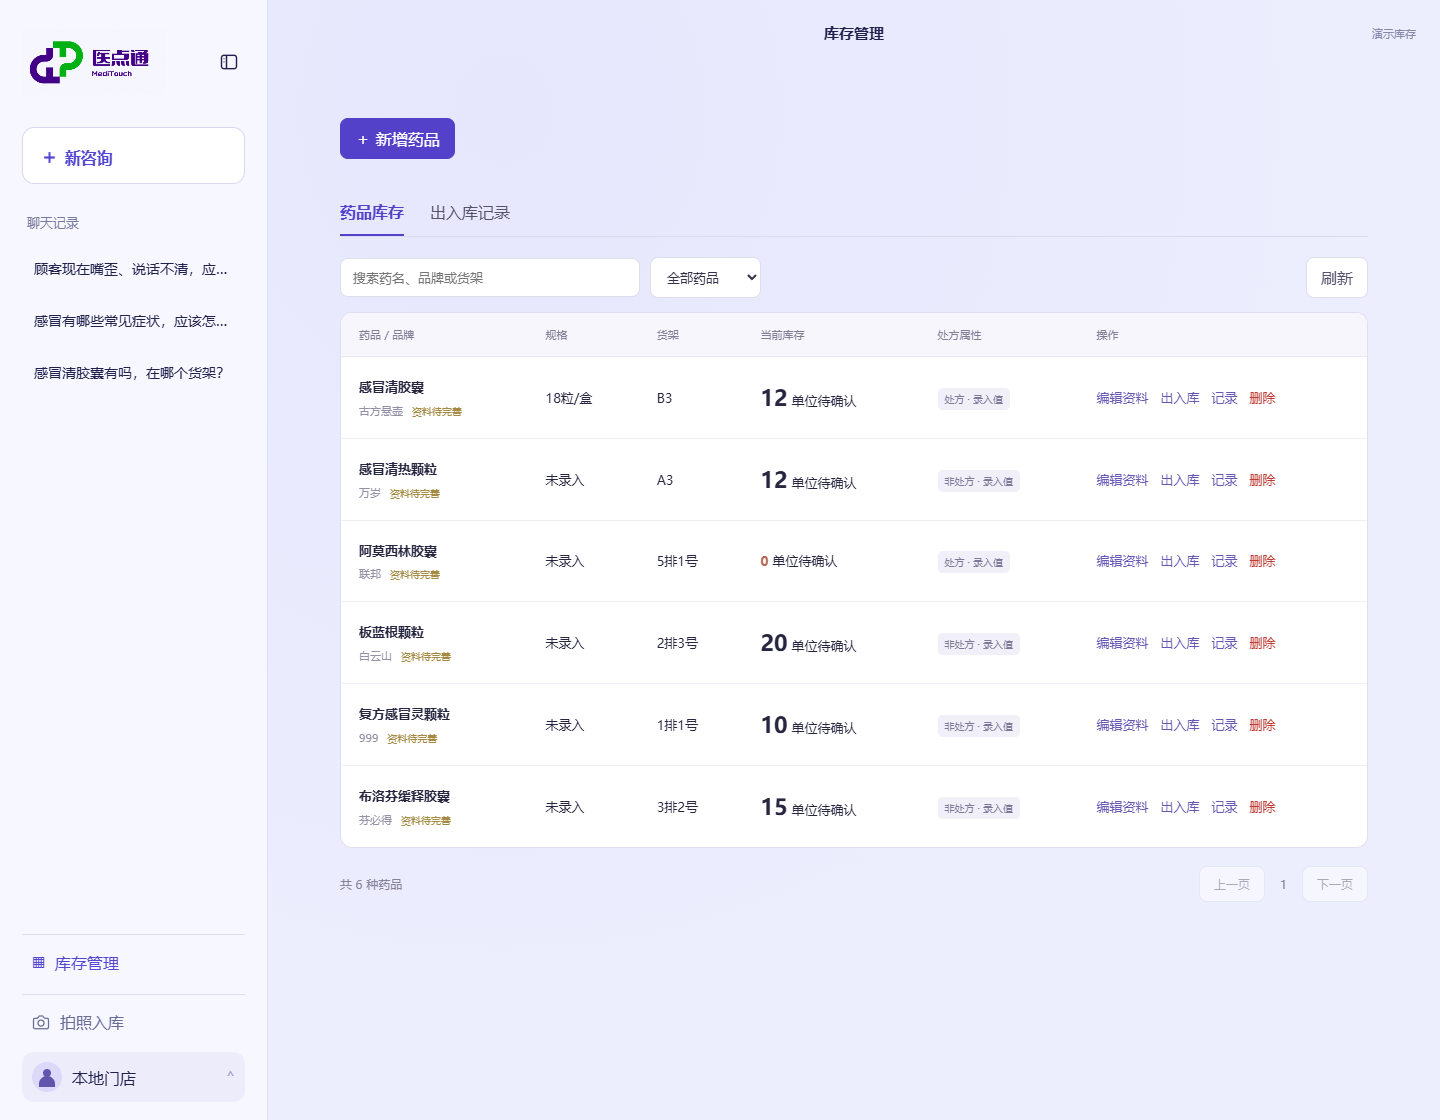 医点通
MediTouch
+ 新咨询
聊天记录
顾客现在嘴歪、说话不清，应...
感冒有哪些常见症状，应该怎...
感冒清胶囊有吗，在哪个货架？
库存管理
拍照入库
本地门店
库存管理
演示库存
+ 新增药品
药品库存 出入库记录
搜索药名、品牌或货架 全部药品 刷新
药品 / 品牌 规格 货架 当前库存 处方属性 操作
感冒清胶囊
古方悬壶 资料待完善
18粒/盒 B3 12 单位待确认 处方 · 录入值 编辑资料 出入库 记录 删除
感冒清热颗粒
万岁 资料待完善
未录入 A3 12 单位待确认 非处方 · 录入值 编辑资料 出入库 记录 删除
阿莫西林胶囊
联邦 资料待完善
未录入 5排1号 0 单位待确认 处方 · 录入值 编辑资料 出入库 记录 删除
板蓝根颗粒
白云山 资料待完善
未录入 2排3号 20 单位待确认 非处方 · 录入值 编辑资料 出入库 记录 删除
复方感冒灵颗粒
999 资料待完善
未录入 1排1号 10 单位待确认 非处方 · 录入值 编辑资料 出入库 记录 删除
布洛芬缓释胶囊
芬必得 资料待完善
未录入 3排2号 15 单位待确认 非处方 · 录入值 编辑资料 出入库 记录 删除
共 6 种药品
上一页 1 下一页